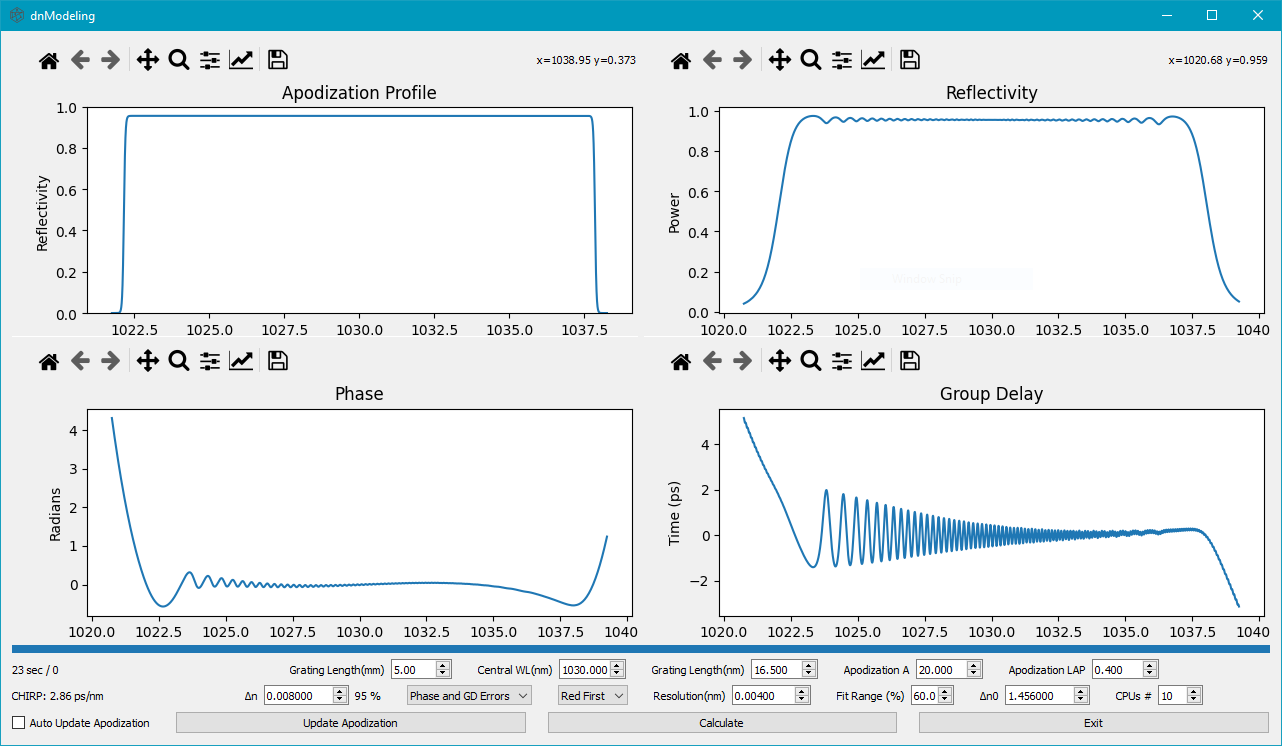 dnModeling
x=1038.95 y=0.373
x=1020.68 y=0.959
Apodization Profile
Reflectivity
1.0
0.8
0.6
0.4
0.2
0.0
1022.5 1025.0 1027.5 1030.0 1032.5 1035.0 1037.5
Reflectivity
Power
1.0
0.8
0.6
0.4
0.2
0.0
Window Snip
1020.0 1022.5 1025.0 1027.5 1030.0 1032.5 1035.0 1037.5 1040
Phase
Radians
4
3
2
1
0
1020.0 1022.5 1025.0 1027.5 1030.0 1032.5 1035.0 1037.5 1040
Group Delay
Time (ps)
4
2
0
−2
1020.0 1022.5 1025.0 1027.5 1030.0 1032.5 1035.0 1037.5 1040
23 sec / 0 Grating Length(mm) 5.00 Central WL(nm) 1030.000 Grating Length(nm) 16.500 Apodization A 20.000 Apodization LAP 0.400
CHIRP: 2.86 ps/nm Δn 0.008000 95 % Phase and GD Errors Red First Resolution(nm) 0.00400 Fit Range (%) 60.0 Δn0 1.456000 CPUs # 10
Auto Update Apodization Update Apodization Calculate Exit